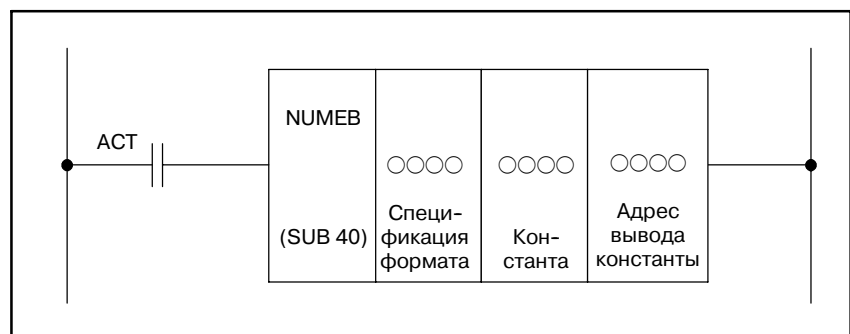 ACT
NUMEB
(SUB 40)
○○○○
Специ-
фикация
формата
○○○○
Кон-
станта
○○○○
Адрес
вывода
константы